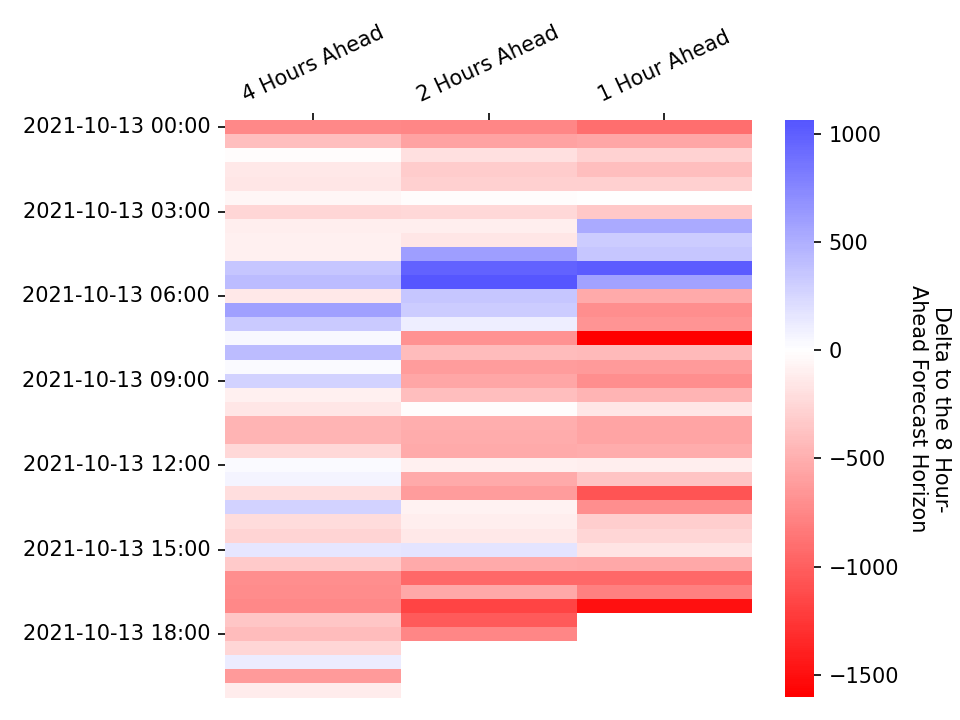 4 Hours Ahead
2 Hours Ahead
1 Hour Ahead
2021-10-13 00:00
2021-10-13 03:00
2021-10-13 06:00
2021-10-13 09:00
2021-10-13 12:00
2021-10-13 15:00
2021-10-13 18:00
1000
500
0
−500
−1000
−1500
Delta to the 8 Hour-
Ahead Forecast Horizon